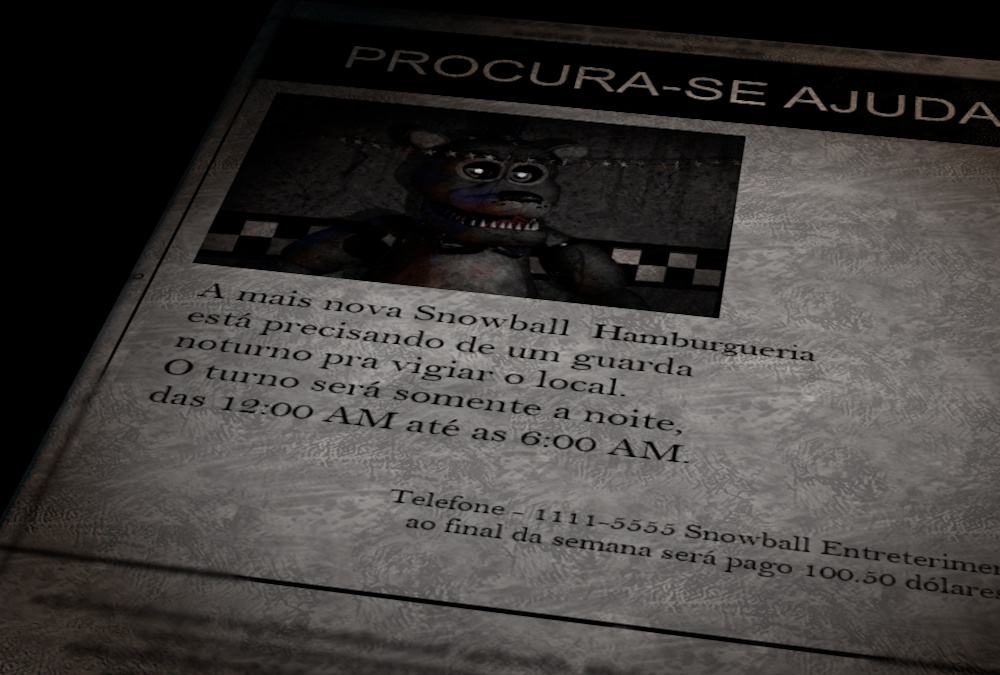 PROCURA-SE AJUDA
A mais nova Snowball Hamburgueria
está precisando de um guarda
noturno pra vigiar o local.
O turno será somente a noite,
das 12:00 AM até as 6:00 AM.
Telefone - 1111-5555 Snowball Entreterimen
ao final da semana será pago 100.50 dólares